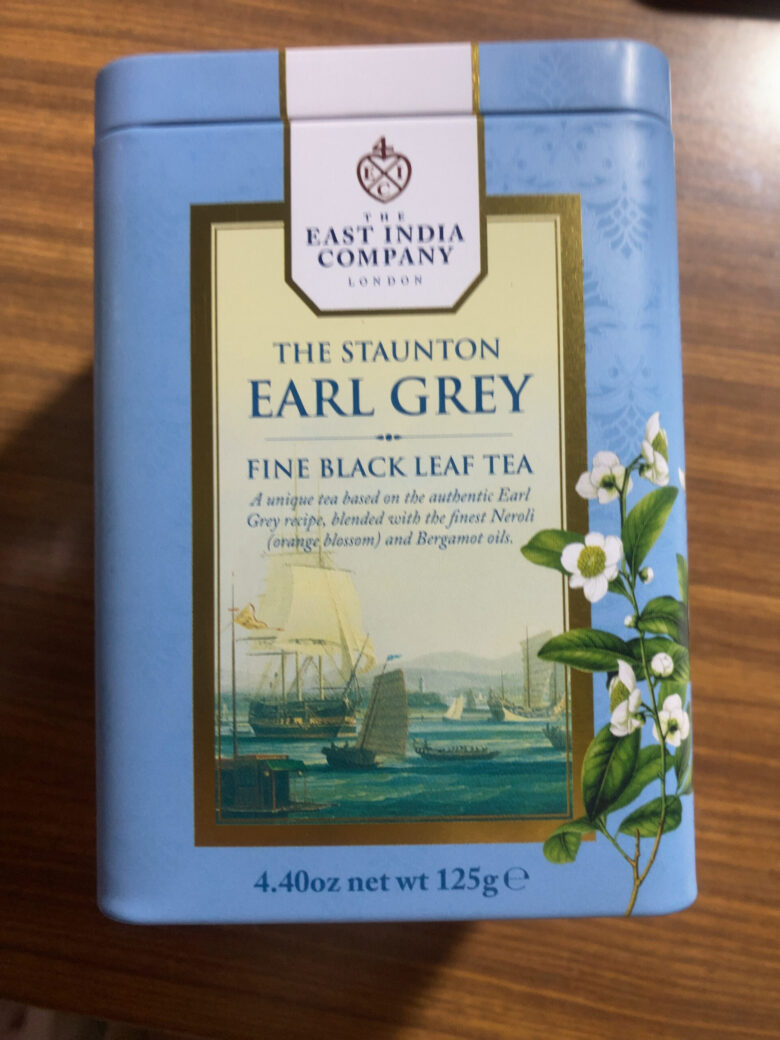 4
E I
C
THE
EAST INDIA
COMPANY
LONDON
THE STAUNTON
EARL GREY
FINE BLACK LEAF TEA
A unique tea based on the authentic Earl
Grey recipe, blended with the finest Neroli
(orange blossom) and Bergamot oils.
4.40oz net wt 125g ℮